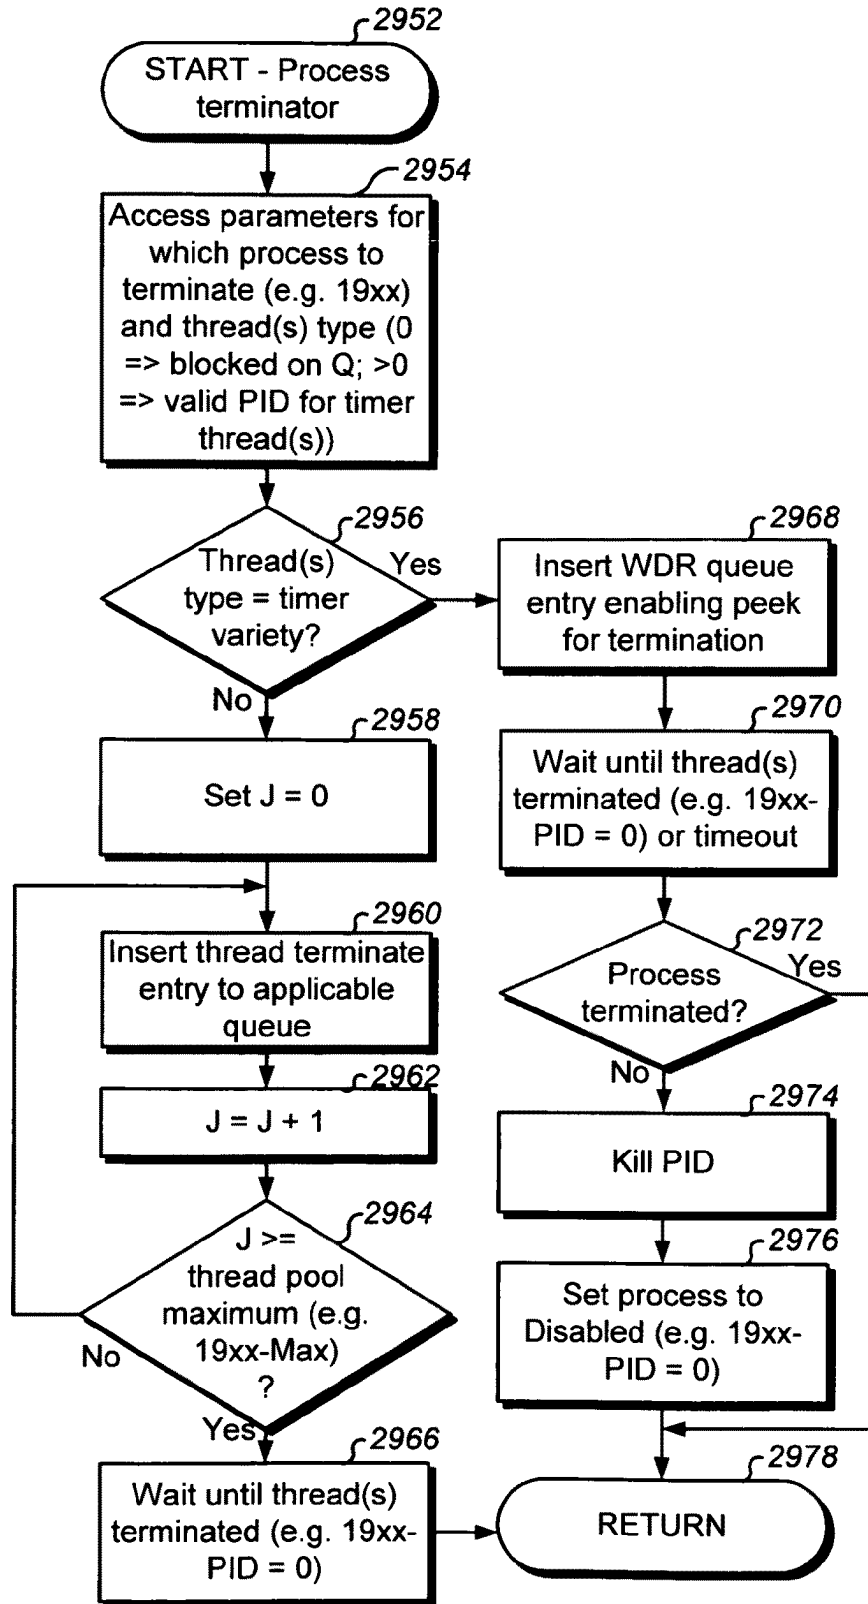 2952
START - Process
terminator
2954
Access parameters for
which process to
terminate (e.g. 19xx)
and thread(s) type (0
=> blocked on Q; >0
=> valid PID for timer
thread(s))
2956
Thread(s)
type = timer
variety?
Yes
No
2958
Set J = 0
2960
Insert thread terminate
entry to applicable
queue
2962
J = J + 1
2964
J >=
thread pool
maximum (e.g.
19xx-Max)
?
No
Yes
2966
Wait until thread(s)
terminated (e.g. 19xx-
PID = 0)
2968
Insert WDR queue
entry enabling peek
for termination
2970
Wait until thread(s)
terminated (e.g. 19xx-
PID = 0) or timeout
2972
Process
terminated?
Yes
No
2974
Kill PID
2976
Set process to
Disabled (e.g. 19xx-
PID = 0)
2978
RETURN